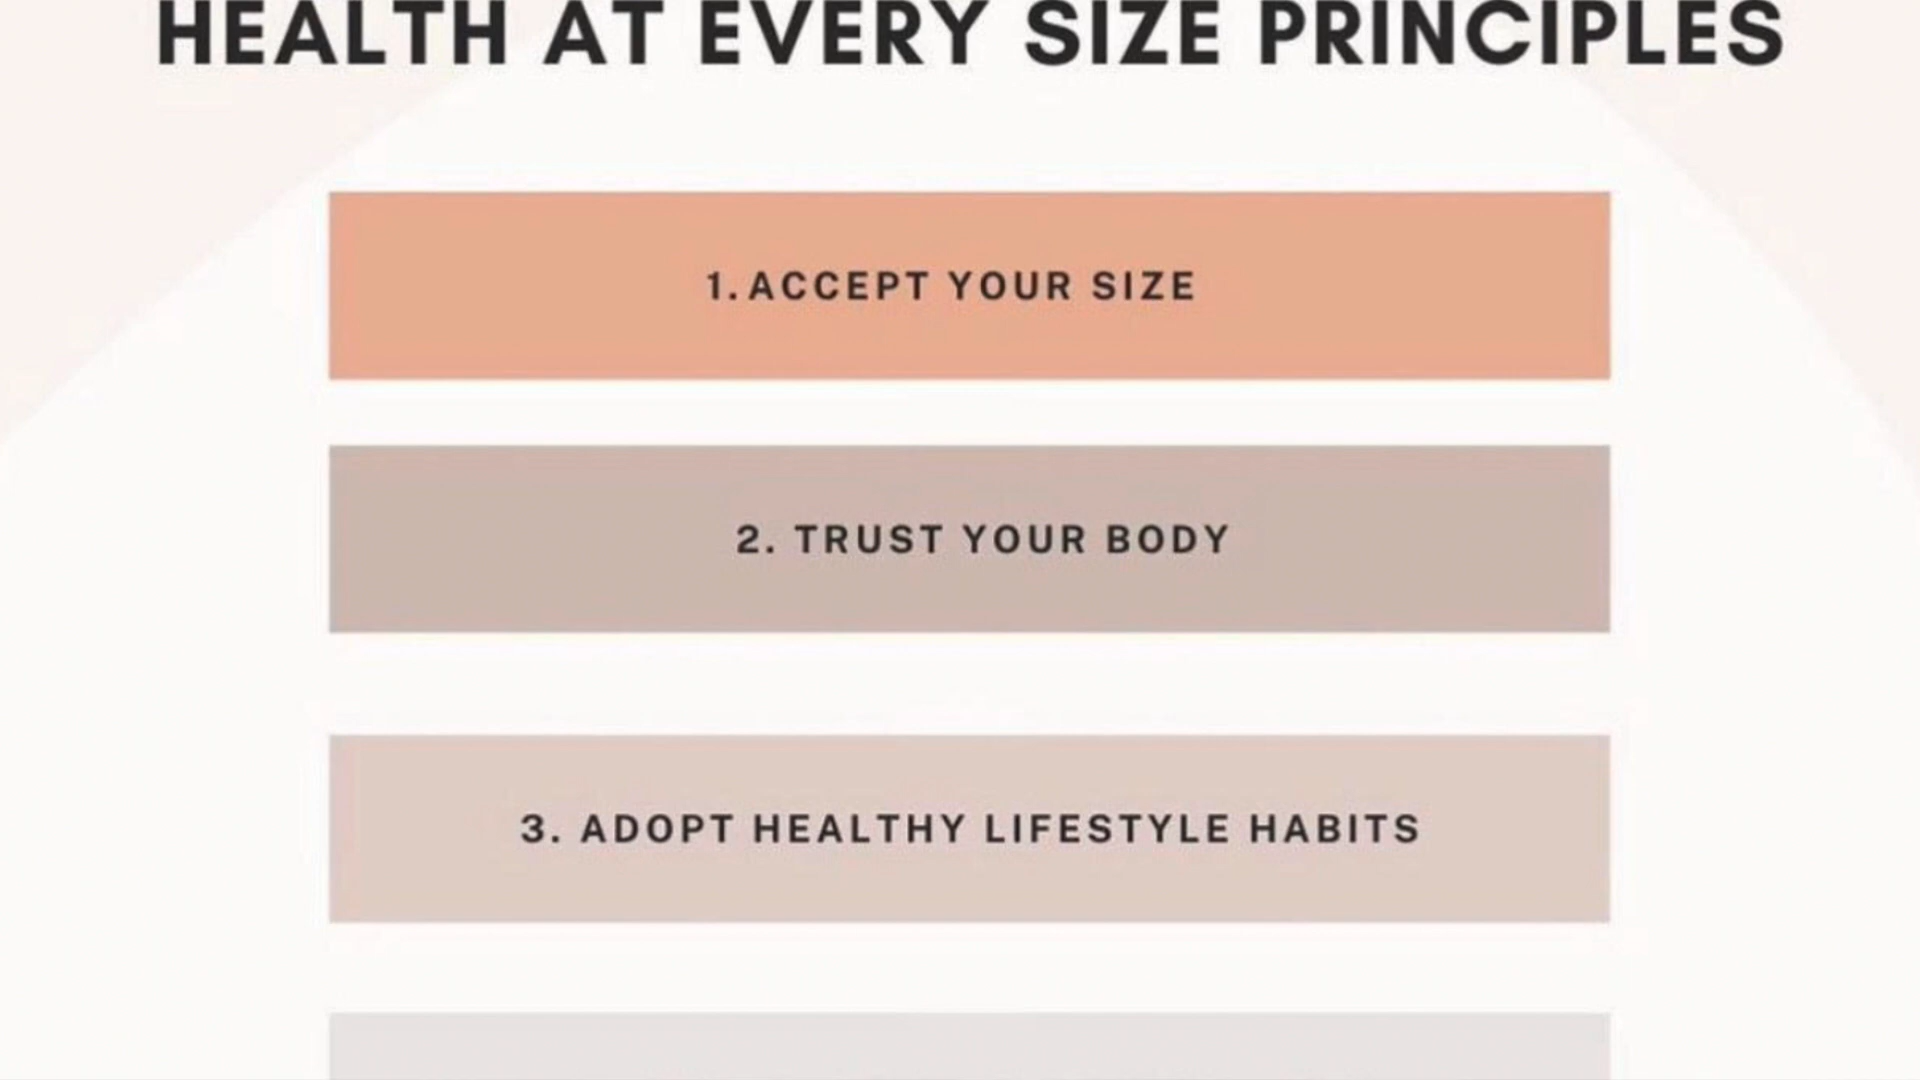 HEALTH AT EVERY SIZE PRINCIPLES
1. ACCEPT YOUR SIZE
2. TRUST YOUR BODY
3. ADOPT HEALTHY LIFESTYLE HABITS